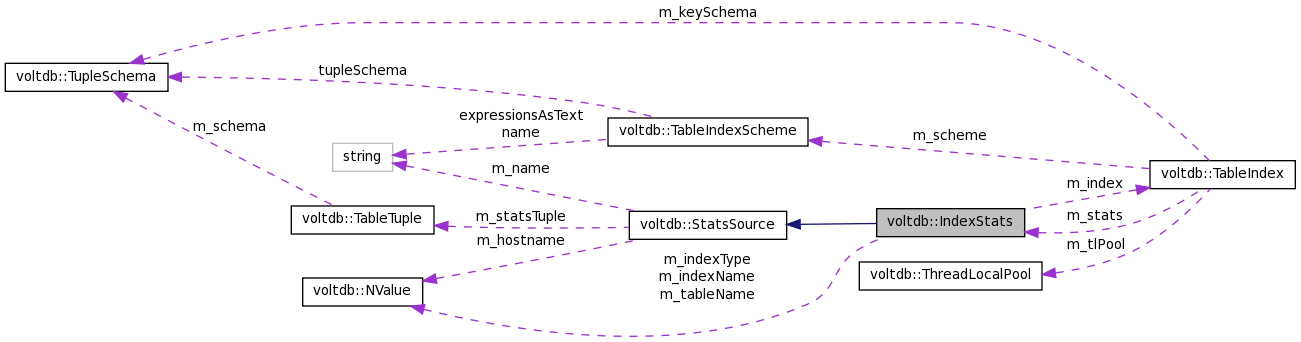 m_keySchema
voltdb::TupleSchema
tupleSchema
expressionsAsText
name
voltdb::TableIndexScheme
m_scheme
m_schema
string
m_name
voltdb::TableIndex
m_index
voltdb::TableTuple
m_statsTuple
voltdb::StatsSource
voltdb::IndexStats
m_stats
m_hostname
m_tlPool
m_indexType
m_indexName
m_tableName
voltdb::ThreadLocalPool
voltdb::NValue